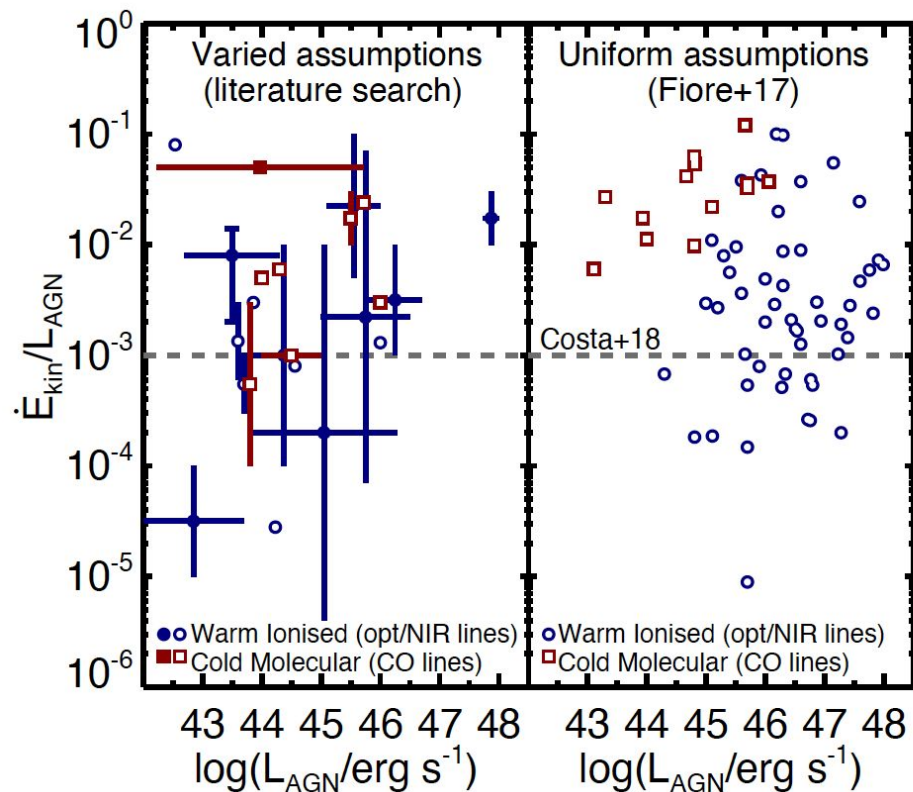 Varied assumptions
(literature search)
Uniform assumptions
(Fiore+17)
10⁰
10⁻¹
10⁻²
10⁻³
10⁻⁴
10⁻⁵
10⁻⁶
Ė_kin/L_AGN
Costa+18
Warm Ionised (opt/NIR lines)
Cold Molecular (CO lines)
Warm Ionised (opt/NIR lines)
Cold Molecular (CO lines)
43 44 45 46 47 48
43 44 45 46 47 48
log(L_AGN/erg s⁻¹)
log(L_AGN/erg s⁻¹)